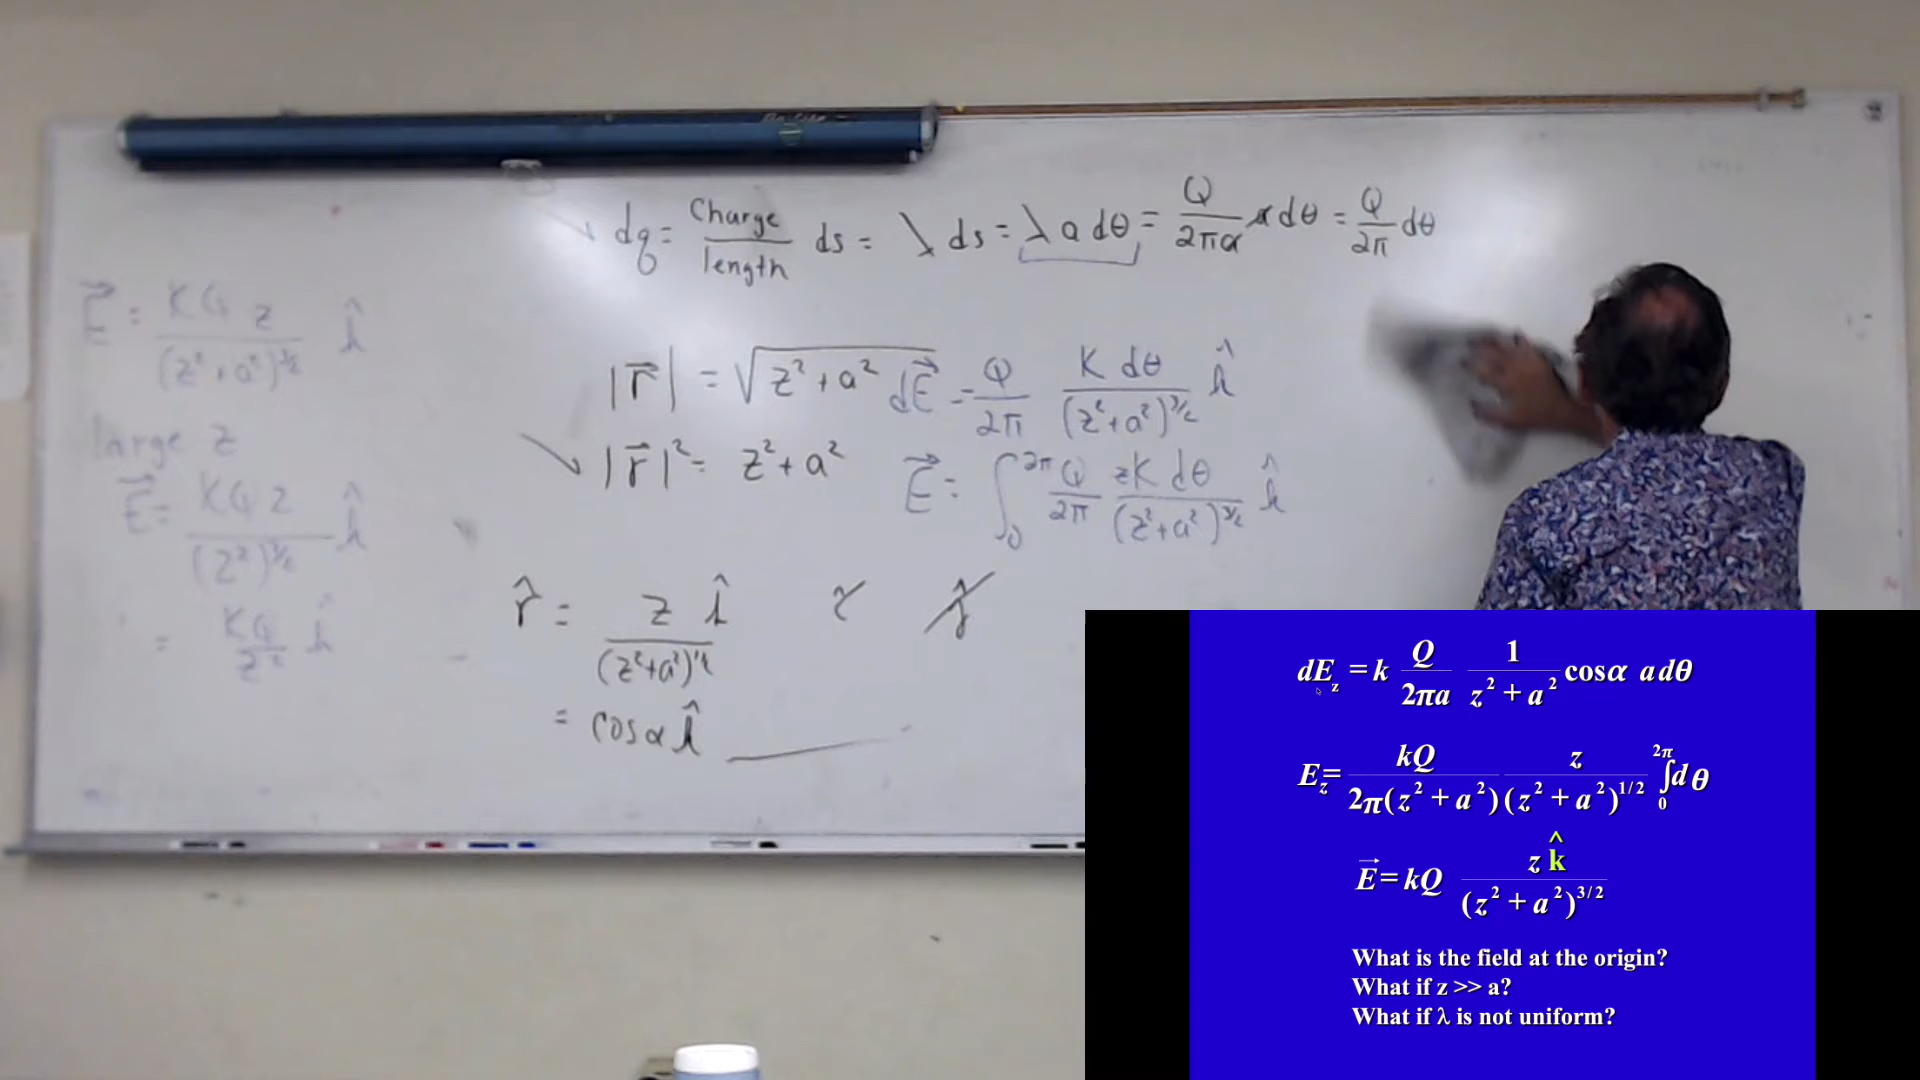 dq = Charge/length ds = λ ds = λ a dθ = Q/2πa a dθ = Q/2π dθ
E⃗ = KQ z/(z²+a²)^3/2 k̂
large z
E⃗ = KQ z/(z²)^3/2 k̂
= KQ/z² k̂
|r⃗| = √z²+a²
dE⃗ = Q/2π K dθ/(z²+a²)^3/2 k̂
|r⃗|² = z²+a²
E⃗ = ∫₀^2π Q/2π zK dθ/(z²+a²)^3/2 k̂
r̂ = z k̂/(z²+a²)^1/2
= cosα k̂
dE_z = k Q/2πa 1/z² + a² cosα a dθ
E_z = kQ/2π(z² + a²) z/(z² + a²)^1/2 ∫₀^2π dθ
E⃗ = kQ z k̂/(z² + a²)^3/2
What is the field at the origin?
What if z >> a?
What if λ is not uniform?